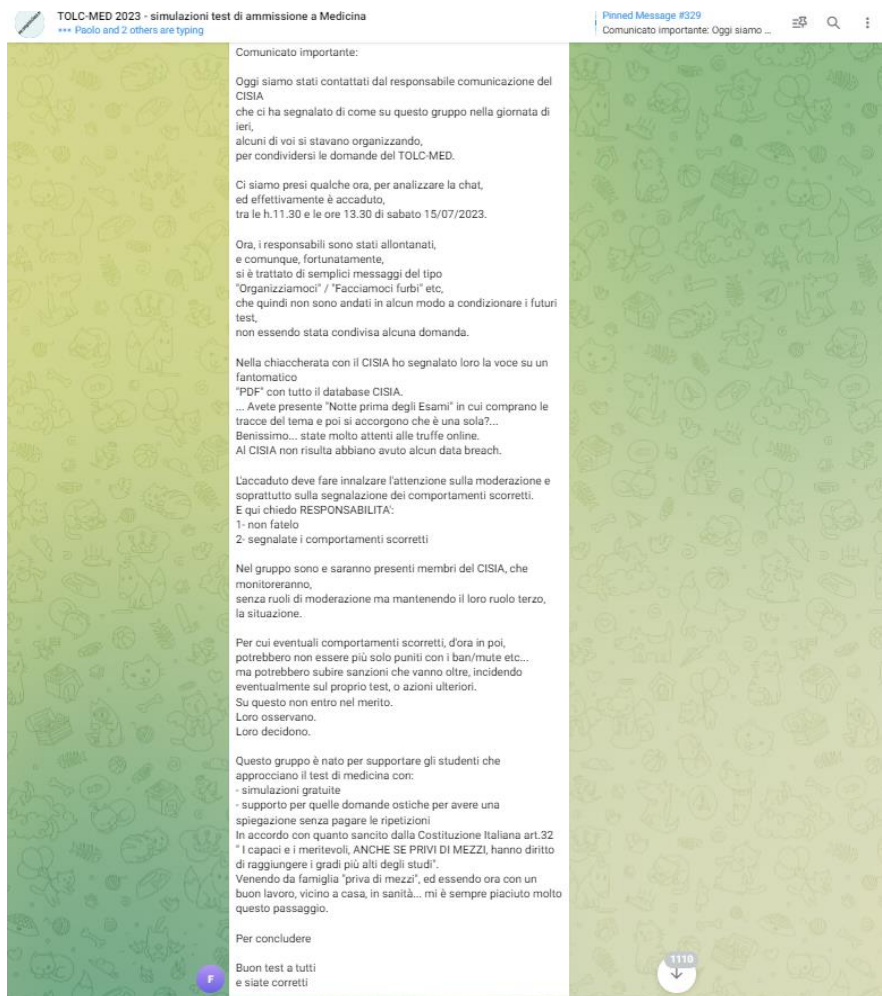 TOLC-MED 2023 - simulazioni test di ammissione a Medicina
Paolo and 2 others are typing
Pinned Message #329
Comunicato importante: Oggi siamo ...
Comunicato importante:
Oggi siamo stati contattati dal responsabile comunicazione del
CISIA
che ci ha segnalato di come su questo gruppo nella giornata di
ieri,
alcuni di voi si stavano organizzando,
per condividersi le domande del TOLC-MED.
Ci siamo presi qualche ora, per analizzare la chat,
ed effettivamente è accaduto,
tra le h.11.30 e le ore 13.30 di sabato 15/07/2023.
Ora, i responsabili sono stati allontanati,
e comunque, fortunatamente,
si è trattato di semplici messaggi del tipo
"Organizziamoci" / "Facciamoci furbi" etc,
che quindi non sono andati in alcun modo a condizionare i futuri
test,
non essendo stata condivisa alcuna domanda.
Nella chiaccherata con il CISIA ho segnalato loro la voce su un
fantomatico
"PDF" con tutto il database CISIA.
... Avete presente "Notte prima degli Esami" in cui comprano le
tracce del tema e poi si accorgono che è una sola?...
Benissimo... state molto attenti alle truffe online.
Al CISIA non risulta abbiano avuto alcun data breach.
L'accaduto deve fare innalzare l'attenzione sulla moderazione e
soprattutto sulla segnalazione dei comportamenti scorretti.
E qui chiedo RESPONSABILITA':
1- non fatelo
2- segnalate i comportamenti scorretti
Nel gruppo sono e saranno presenti membri del CISIA, che
monitoreranno,
senza ruoli di moderazione ma mantenendo il loro ruolo terzo,
la situazione.
Per cui eventuali comportamenti scorretti, d'ora in poi,
potrebbero non essere più solo puniti con i ban/mute etc...
ma potrebbero subire sanzioni che vanno oltre, incidendo
eventualmente sul proprio test, o azioni ulteriori.
Su questo non entro nel merito.
Loro osservano.
Loro decidono.
Questo gruppo è nato per supportare gli studenti che
approcciano il test di medicina con:
- simulazioni gratuite
- supporto per quelle domande ostiche per avere una
spiegazione senza pagare le ripetizioni
In accordo con quanto sancito dalla Costituzione Italiana art.32
" I capaci e i meritevoli, ANCHE SE PRIVI DI MEZZI, hanno diritto
di raggiungere i gradi più alti degli studi".
Venendo da famiglia "priva di mezzi", ed essendo ora con un
buon lavoro, vicino a casa, in sanità... mi è sempre piaciuto molto
questo passaggio.
Per concludere
Buon test a tutti
e siate corretti
F
1110